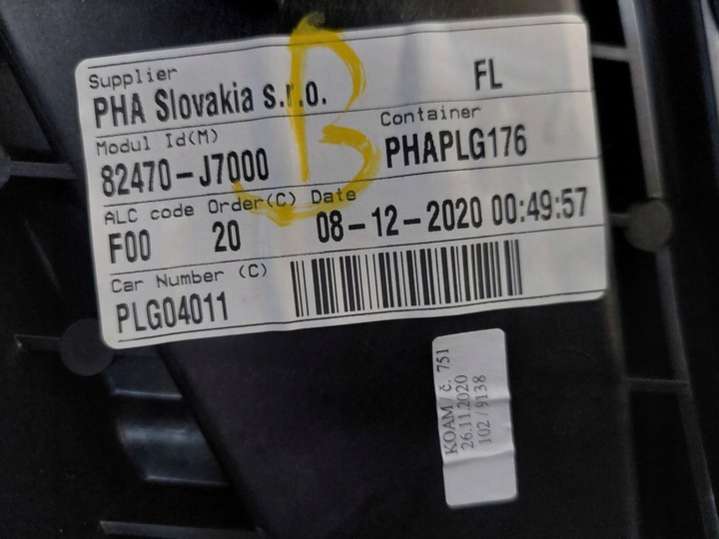 Supplier
PHA Slovakia s.r.o.
FL
Modul Id(M)
82470-J7000
Container
PHAPLG176
ALC code Order(C) Date
F00 20 08-12-2020 00:49:57
Car Number (C)
PLG04011
B
KOAM / č. 751
26.11.2020
102 / 9138